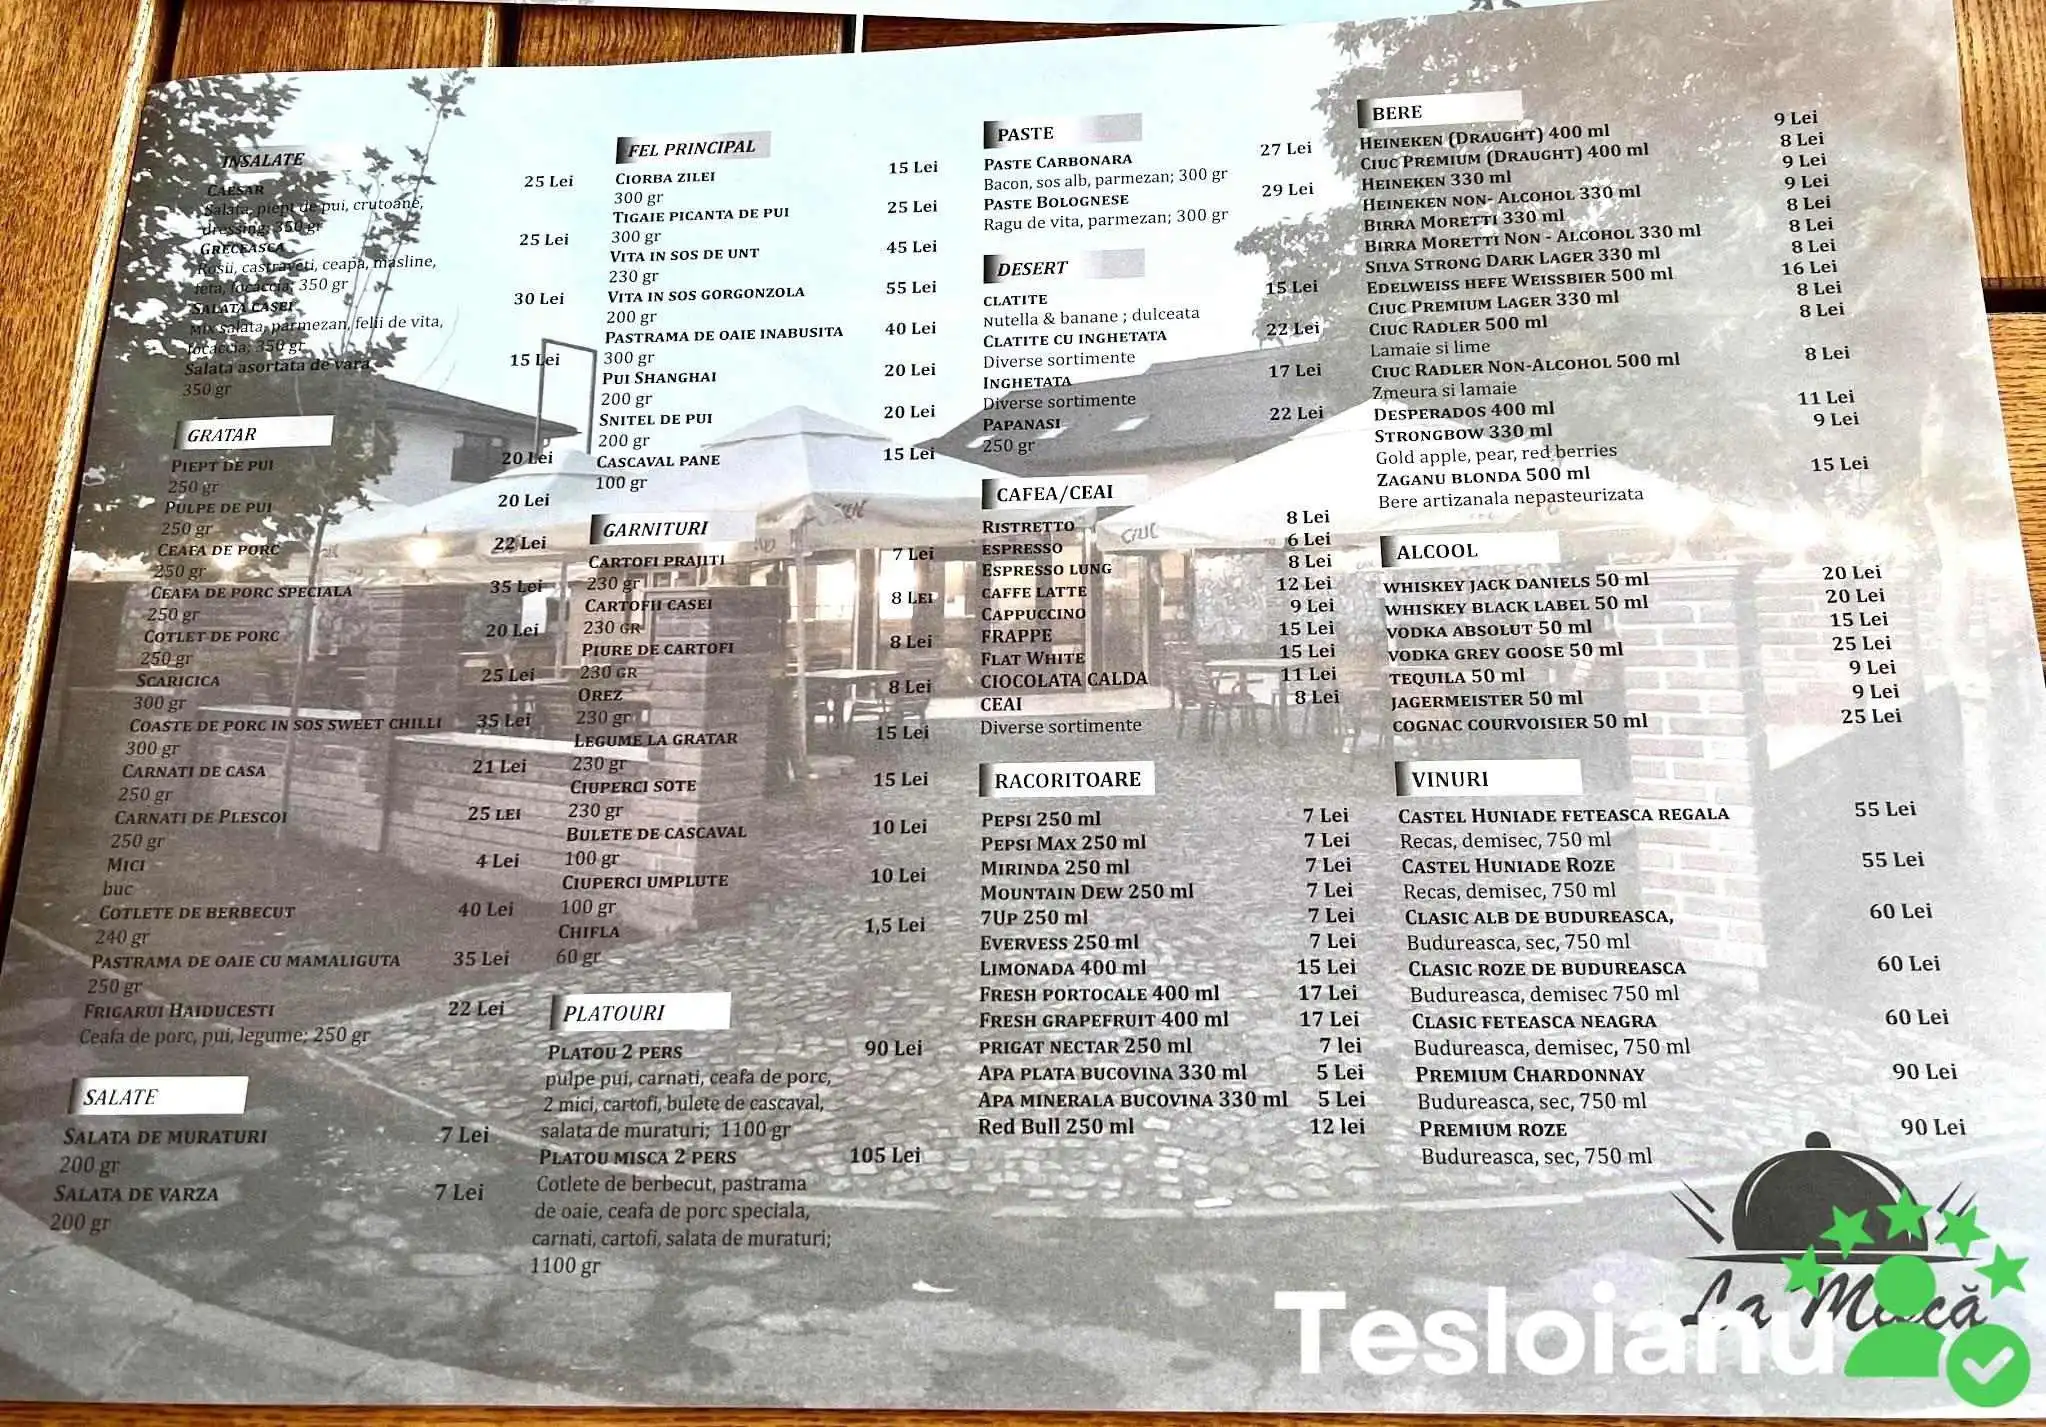 INSALATE
CAESAR 25 Lei
Salata, piept de pui, crutoane,
dressing; 350 gr
GRECEASCA 25 Lei
Rosii, castraveti, ceapa, masline,
feta, focaccia; 350 gr
SALATA CASEI 30 Lei
MIX salata, parmezan, felii de vita,
focaccia; 350 gr
Salata asortata de vara 15 Lei
350 gr
GRATAR
PIEPT DE PUI 20 Lei
250 gr
PULPE DE PUI 20 Lei
250 gr
CEAFA DE PORC 22 Lei
250 gr
CEAFA DE PORC SPECIALA 35 Lei
250 gr
COTLET DE PORC 20 Lei
250 gr
SCARICICA 25 Lei
300 gr
COASTE DE PORC IN SOS SWEET CHILLI 35 Lei
300 gr
CARNATI DE CASA 21 Lei
250 gr
CARNATI DE PLESCOI 25 LEI
250 gr
MICI 4 Lei
buc
COTLETE DE BERBECUT 40 Lei
240 gr
PASTRAMA DE OAIE CU MAMALIGUTA 35 Lei
250 gr
FRIGARUI HAIDUCESTI 22 Lei
Ceafa de porc, pui, legume; 250 gr
SALATE
SALATA DE MURATURI 7 Lei
200 gr
SALATA DE VARZA 7 Lei
200 gr
FEL PRINCIPAL
CIORBA ZILEI 15 Lei
300 gr
TIGAIE PICANTA DE PUI 25 Lei
300 gr
VITA IN SOS DE UNT 45 Lei
230 gr
VITA IN SOS GORGONZOLA 55 Lei
200 gr
PASTRAMA DE OAIE INABUSITA 40 Lei
300 gr
PUI SHANGHAI 20 Lei
200 gr
SNITEL DE PUI 20 Lei
200 gr
CASCAVAL PANE 15 Lei
100 gr
GARNITURI
CARTOFI PRAJITI 7 Lei
230 gr
CARTOFII CASEI 8 LEI
230 GR
PIURE DE CARTOFI 8 Lei
230 GR
OREZ 8 Lei
230 gr
LEGUME LA GRATAR 15 Lei
230 gr
CIUPERCI SOTE 15 Lei
230 gr
BULETE DE CASCAVAL 10 Lei
100 gr
CIUPERCI UMPLUTE 10 Lei
100 gr
CHIFLA 1,5 Lei
60 gr
PLATOURI
PLATOU 2 PERS 90 Lei
pulpe pui, carnati, ceafa de porc,
2 mici, cartofi, bulete de cascaval,
salata de muraturi; 1100 gr
PLATOU MISCA 2 PERS 105 Lei
Cotlete de berbecut, pastrama
de oaie, ceafa de porc speciala,
carnati, cartofi, salata de muraturi;
1100 gr
PASTE
PASTE CARBONARA 27 Lei
Bacon, sos alb, parmezan; 300 gr
PASTE BOLOGNESE 29 Lei
Ragu de vita, parmezan; 300 gr
DESERT
CLATITE 15 Lei
Nutella & banane ; dulceata
CLATITE CU INGHETATA 22 Lei
Diverse sortimente
INGHETATA 17 Lei
Diverse sortimente
PAPANASI 22 Lei
250 gr
CAFEA/CEAI
RISTRETTO 8 Lei
ESPRESSO 6 Lei
ESPRESSO LUNG 8 Lei
CAFFE LATTE 12 Lei
CAPPUCCINO 9 Lei
FRAPPE 15 Lei
FLAT WHITE 15 Lei
CIOCOLATA CALDA 11 Lei
CEAI 8 Lei
Diverse sortimente
RACORITOARE
PEPSI 250 ml 7 Lei
PEPSI MAX 250 ml 7 Lei
MIRINDA 250 ml 7 Lei
MOUNTAIN DEW 250 ml 7 Lei
7UP 250 ml 7 Lei
EVERVESS 250 ml 7 Lei
LIMONADA 400 ml 15 Lei
FRESH PORTOCALE 400 ml 17 Lei
FRESH GRAPEFRUIT 400 ml 17 Lei
PRIGAT NECTAR 250 ml 7 lei
APA PLATA BUCOVINA 330 ml 5 Lei
APA MINERALA BUCOVINA 330 ml 5 Lei
Red Bull 250 ml 12 lei
BERE
HEINEKEN (DRAUGHT) 400 ml 9 Lei
CIUC PREMIUM (DRAUGHT) 400 ml 8 Lei
HEINEKEN 330 ml 9 Lei
HEINEKEN NON- ALCOHOL 330 ml 9 Lei
BIRRA MORETTI 330 ml 8 Lei
BIRRA MORETTI NON - ALCOHOL 330 ml 8 Lei
SILVA STRONG DARK LAGER 330 ml 8 Lei
EDELWEISS HEFE WEISSBIER 500 ml 16 Lei
CIUC PREMIUM LAGER 330 ml 8 Lei
CIUC RADLER 500 ml 8 Lei
Lamaie si lime
CIUC RADLER NON-ALCOHOL 500 ml 8 Lei
Zmeura si lamaie
DESPERADOS 400 ml 11 Lei
STRONGBOW 330 ml 9 Lei
Gold apple, pear, red berries
ZAGANU BLONDA 500 ml 15 Lei
Bere artizanala nepasteurizata
ALCOOL
WHISKEY JACK DANIELS 50 ml 20 Lei
WHISKEY BLACK LABEL 50 ml 20 Lei
VODKA ABSOLUT 50 ml 15 Lei
VODKA GREY GOOSE 50 ml 25 Lei
TEQUILA 50 ml 9 Lei
JAGERMEISTER 50 ml 9 Lei
COGNAC COURVOISIER 50 ml 25 Lei
VINURI
CASTEL HUNIADE FETEASCA REGALA 55 Lei
Recas, demisec, 750 ml
CASTEL HUNIADE ROZE 55 Lei
Recas, demisec, 750 ml
CLASIC ALB DE BUDUREASCA, 60 Lei
Budureasca, sec, 750 ml
CLASIC ROZE DE BUDUREASCA 60 Lei
Budureasca, demisec 750 ml
CLASIC FETEASCA NEAGRA 60 Lei
Budureasca, demisec, 750 ml
PREMIUM CHARDONNAY 90 Lei
Budureasca, sec, 750 ml
PREMIUM ROZE 90 Lei
Budureasca, sec, 750 ml
La Mișcă
Tesloianu